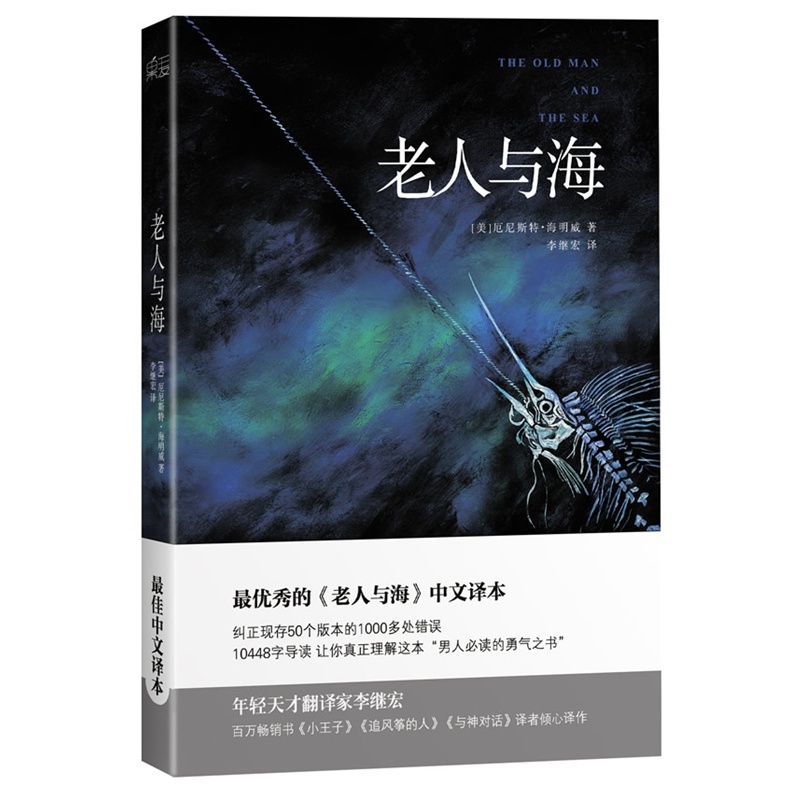 果麦
THE OLD MAN
AND
THE SEA
老人与海
[美]厄尼斯特·海明威 著
李继宏 译
老人与海
[美]厄尼斯特·海明威 著
李继宏 译
最优秀的《老人与海》中文译本
纠正现存50个版本的1000多处错误
10448字导读 让你真正理解这本“男人必读的勇气之书”
年轻天才翻译家李继宏
百万畅销书《小王子》《追风筝的人》《与神对话》译者倾心译作
最佳中文译本